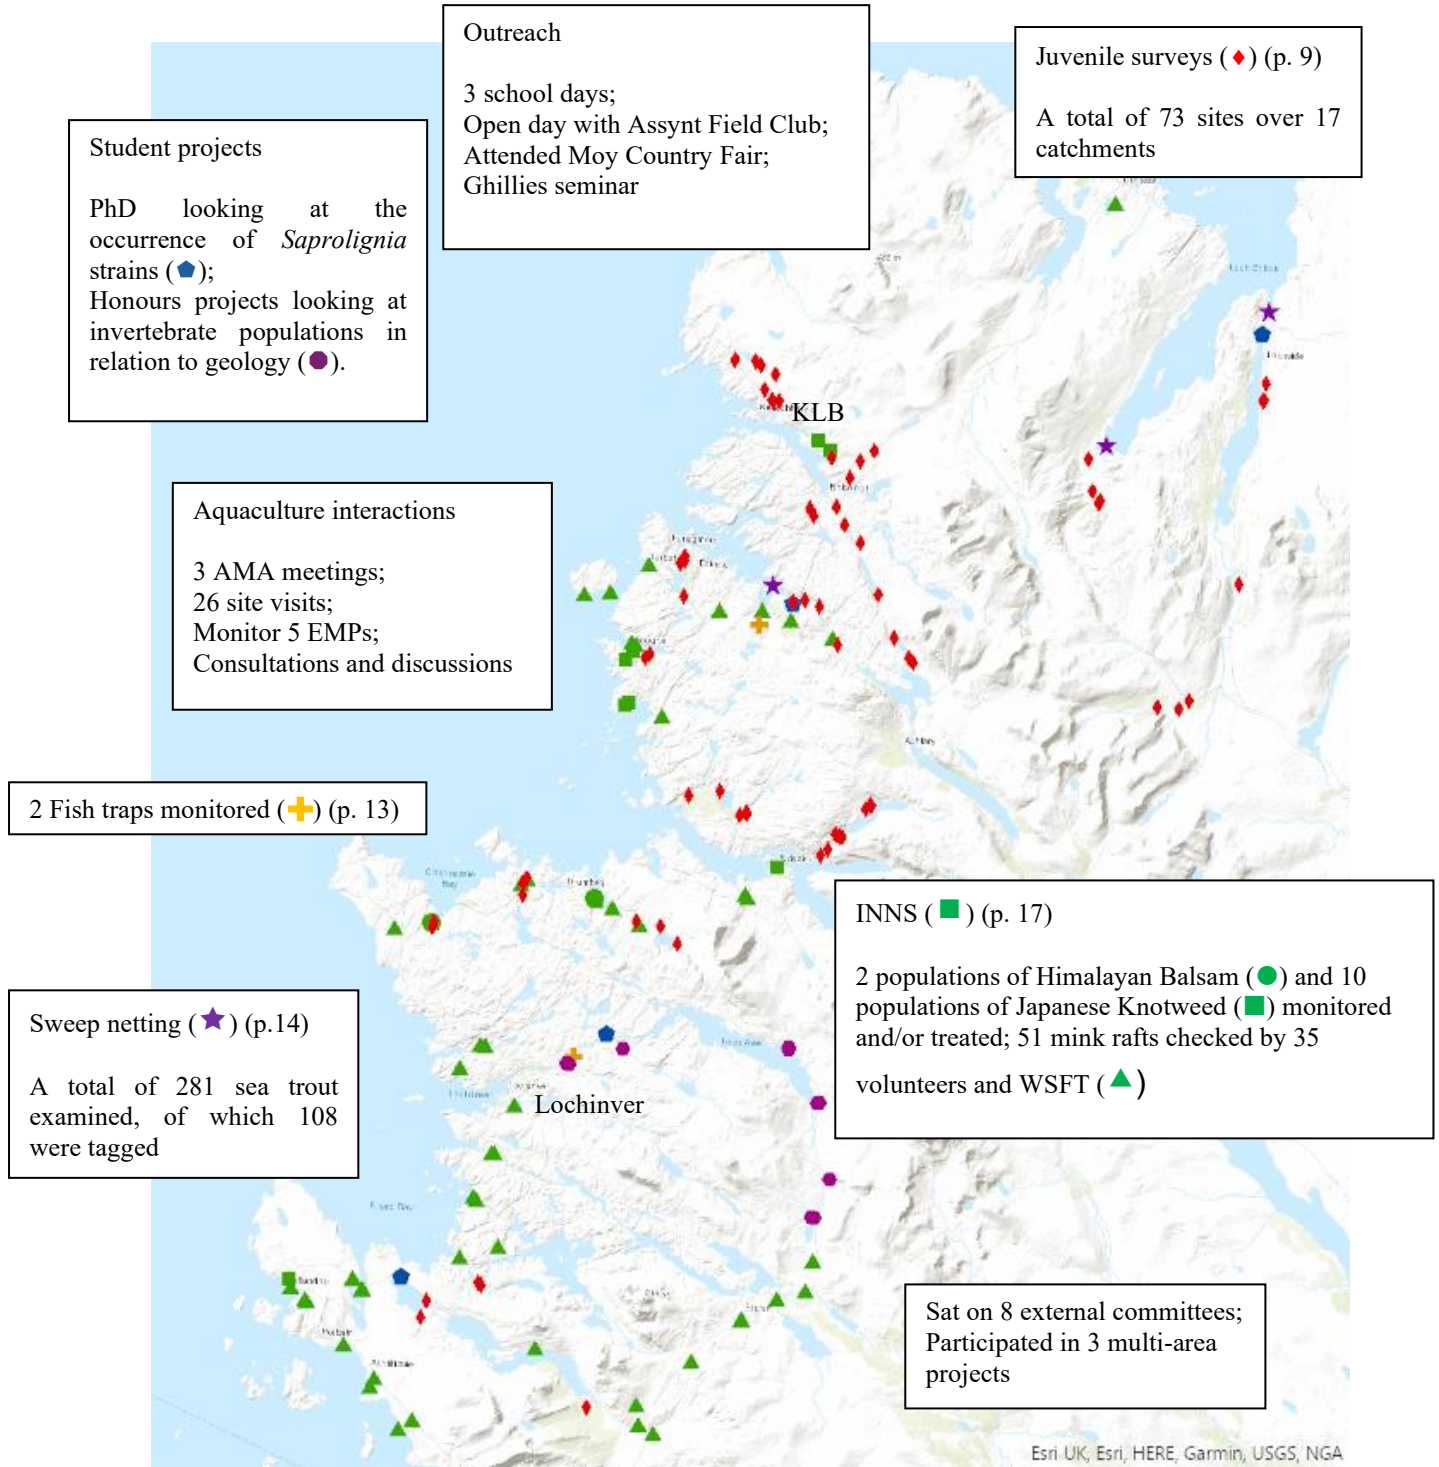 Outreach
3 school days;
Open day with Assynt Field Club;
Attended Moy Country Fair;
Ghillies seminar
Juvenile surveys (♦) (p. 9)
A total of 73 sites over 17
catchments
Student projects
PhD looking at the
occurrence of Saprolignia
strains (⬟);
Honours projects looking at
invertebrate populations in
relation to geology (⬣).
KLB
Aquaculture interactions
3 AMA meetings;
26 site visits;
Monitor 5 EMPs;
Consultations and discussions
2 Fish traps monitored (✚) (p. 13)
INNS (■) (p. 17)
2 populations of Himalayan Balsam (●) and 10
populations of Japanese Knotweed (■) monitored
and/or treated; 51 mink rafts checked by 35
volunteers and WSFT (▲)
Sweep netting (★) (p.14)
A total of 281 sea trout
examined, of which 108
were tagged
Lochinver
Sat on 8 external committees;
Participated in 3 multi-area
projects
Esri UK, Esri, HERE, Garmin, USGS, NGA